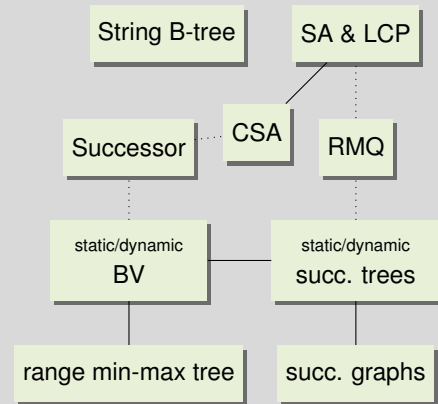 String B-tree
SA & LCP
CSA
Successor
RMQ
static/dynamic
BV
static/dynamic
succ. trees
range min-max tree
succ. graphs